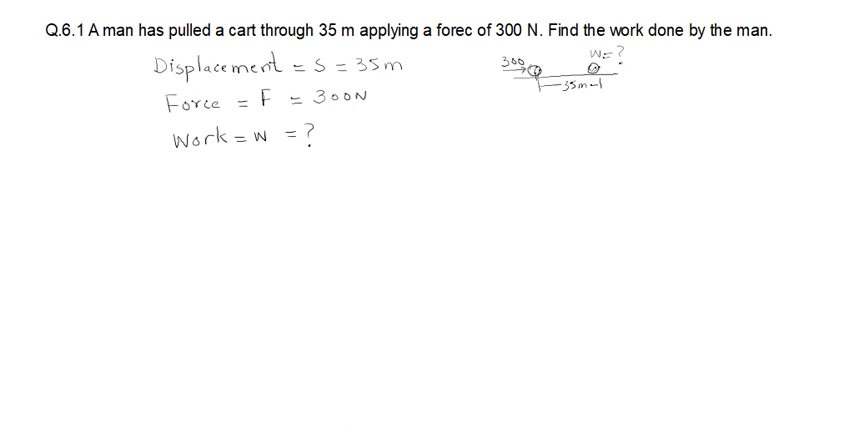 Q.6.1 A man has pulled a cart through 35 m applying a forec of 300 N. Find the work done by the man.
Displacement = S = 35m
Force = F = 300N
Work = W = ?
300
W=?
35m